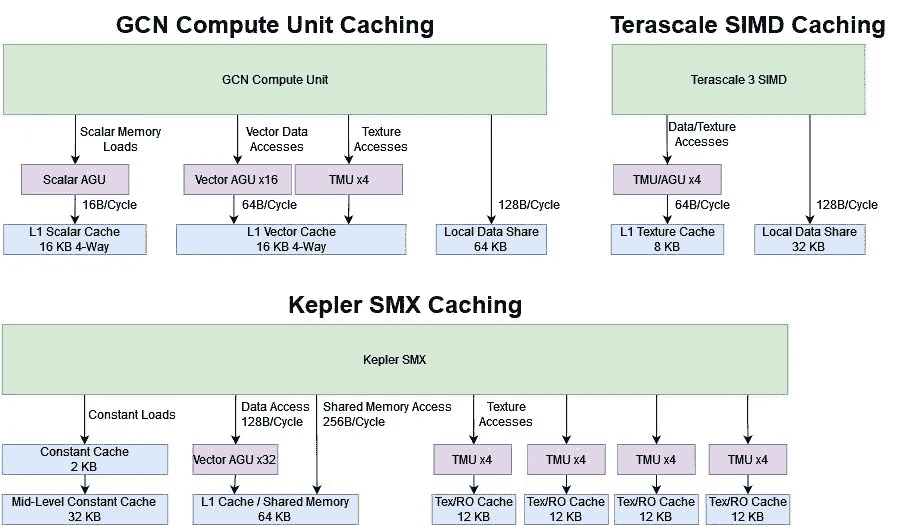 GCN Compute Unit Caching
GCN Compute Unit
Scalar Memory
Loads
Vector Data
Accesses
Texture
Accesses
Scalar AGU
Vector AGU x16
TMU x4
16B/Cycle
64B/Cycle
128B/Cycle
L1 Scalar Cache
16 KB 4-Way
L1 Vector Cache
16 KB 4-Way
Local Data Share
64 KB
Terascale SIMD Caching
Terascale 3 SIMD
Data/Texture
Accesses
TMU/AGU x4
64B/Cycle
128B/Cycle
L1 Texture Cache
8 KB
Local Data Share
32 KB
Kepler SMX Caching
Kepler SMX
Constant Loads
Data Access
128B/Cycle
Shared Memory Access
256B/Cycle
Texture
Accesses
Constant Cache
2 KB
Vector AGU x32
TMU x4
TMU x4
TMU x4
TMU x4
Mid-Level Constant Cache
32 KB
L1 Cache / Shared Memory
64 KB
Tex/RO Cache
12 KB
Tex/RO Cache
12 KB
Tex/RO Cache
12 KB
Tex/RO Cache
12 KB